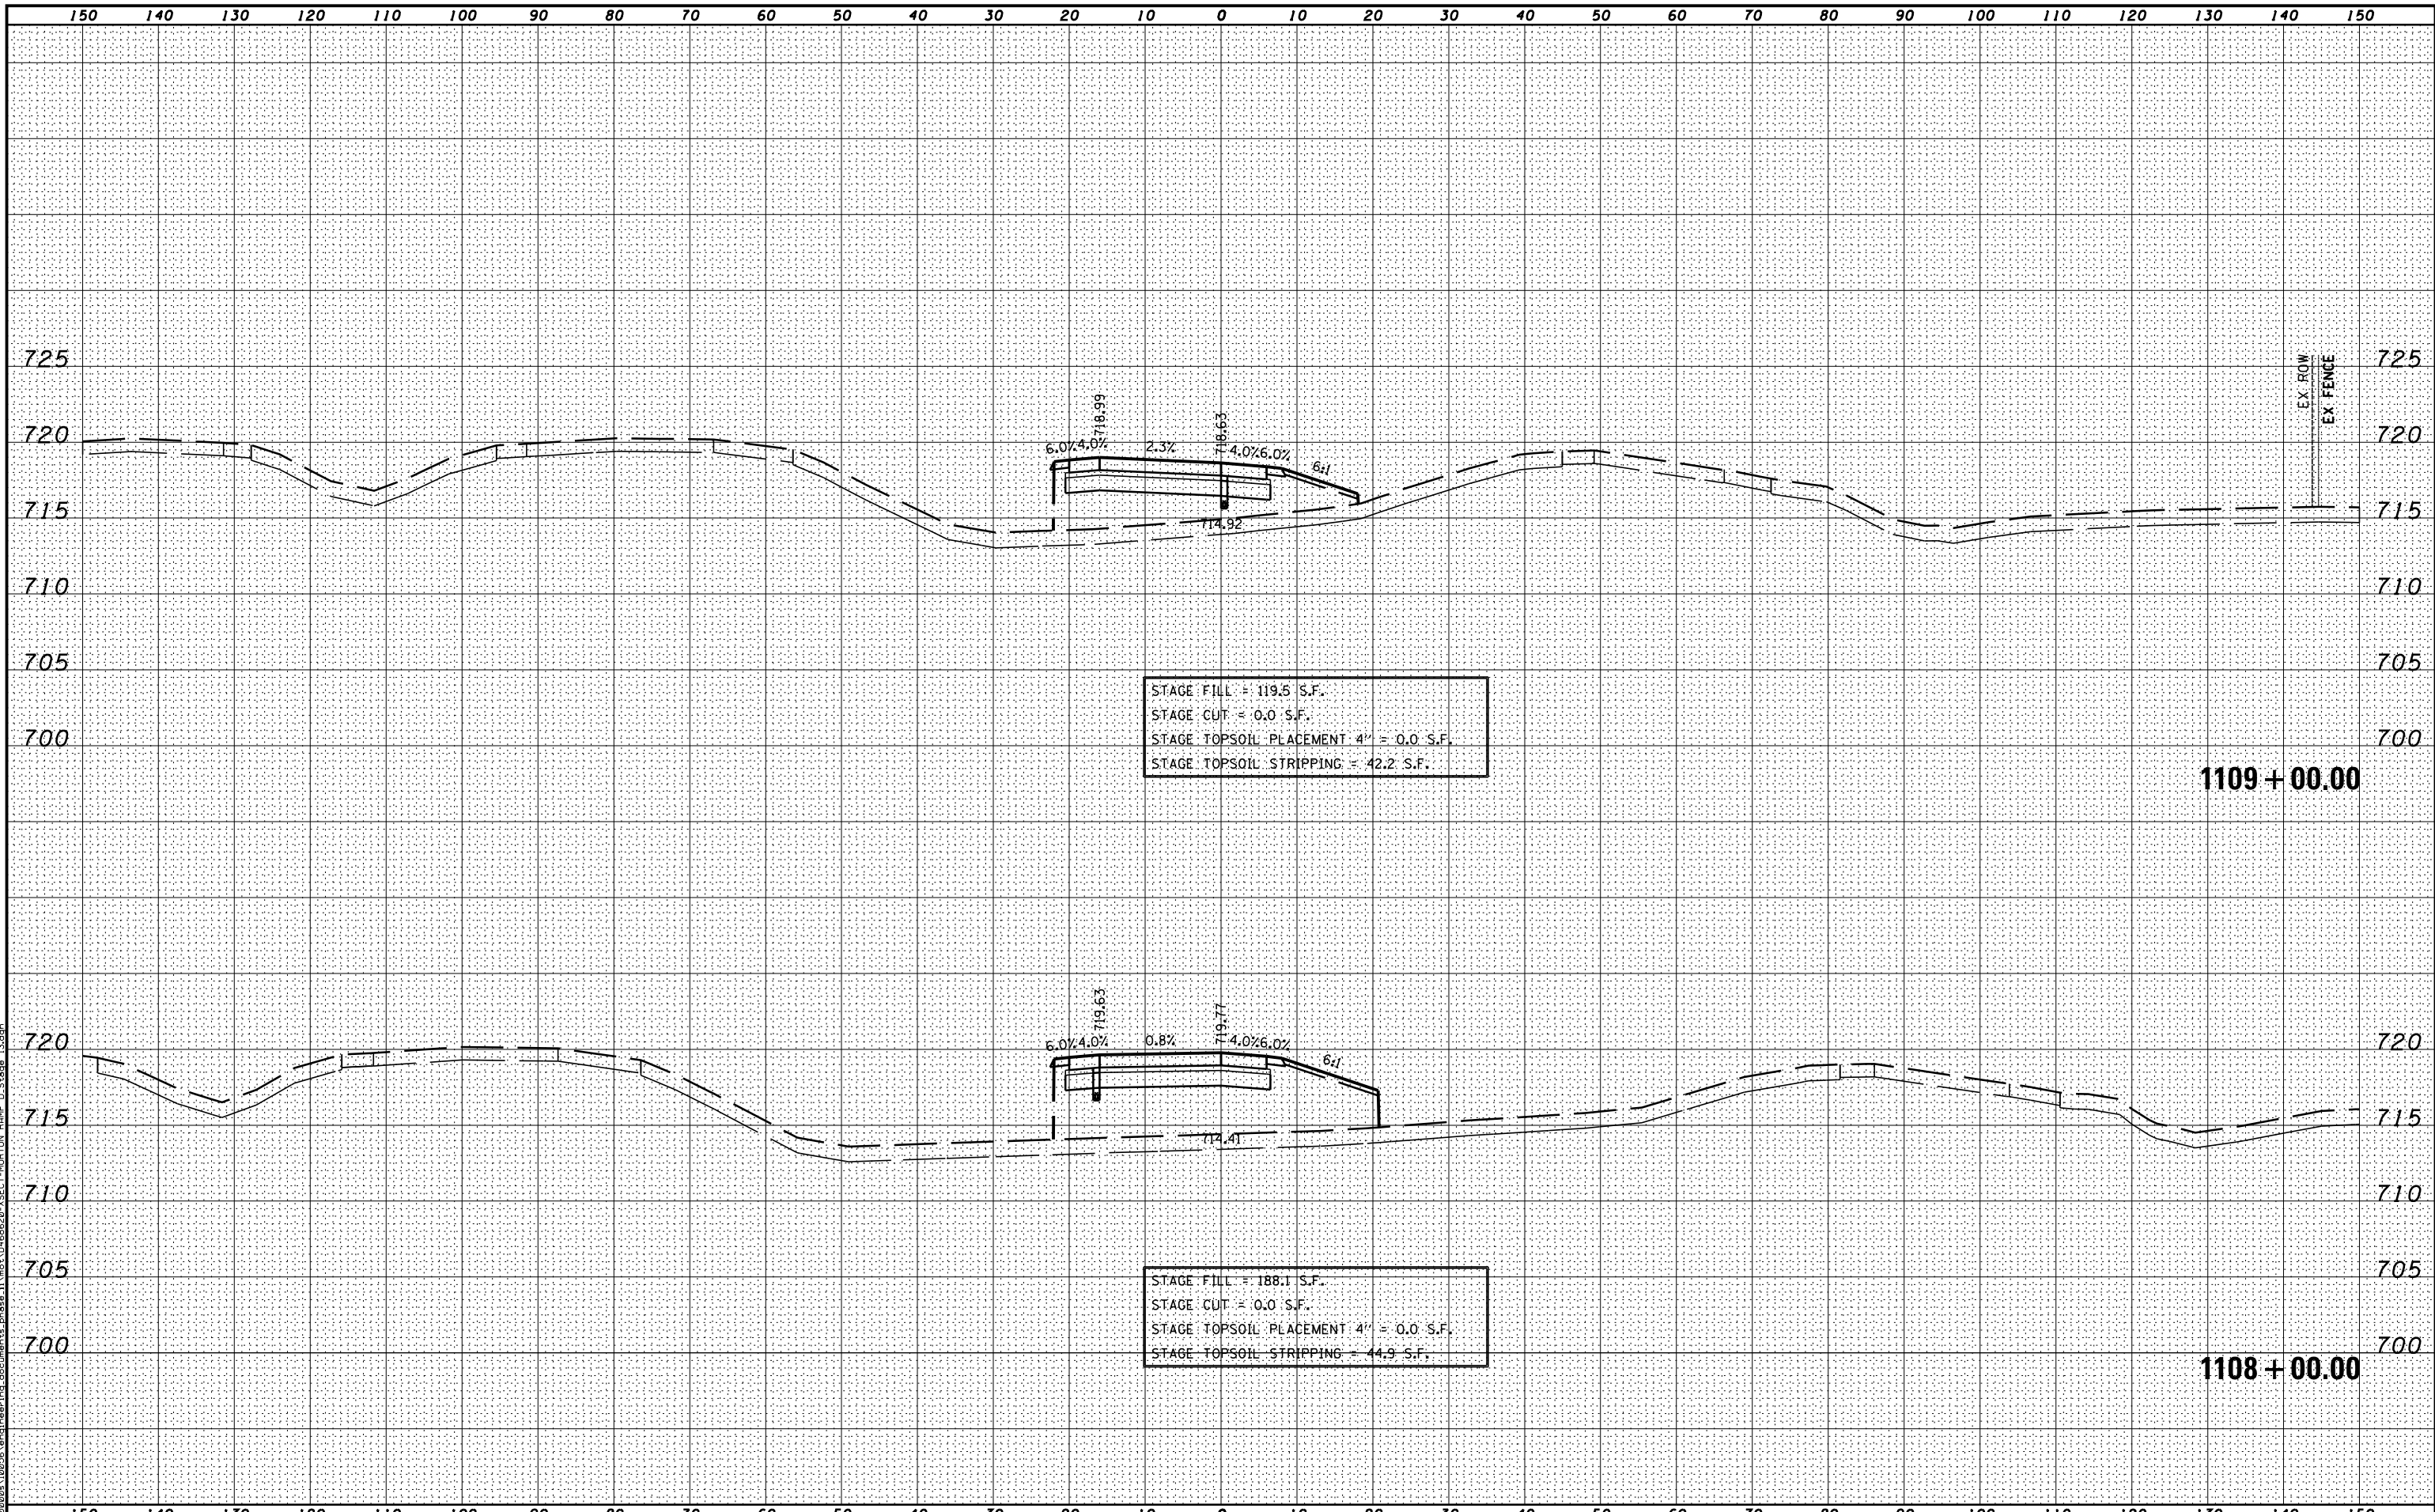 150 140 130 120 110 100 90 80 70 60 50 40 30 20 10 0 10 20 30 40 50 60 70 80 90 100 110 120 130 140 150
725 725
EX ROW
EX FENCE
718.99
718.63
720 720
6.0% 4.0% 2.3% 4.0% 6.0%
6:1
715 715
714.92
710 710
705 705
STAGE FILL = 119.5 S.F.
STAGE CUT = 0.0 S.F.
STAGE TOPSOIL PLACEMENT 4'' = 0.0 S.F.
STAGE TOPSOIL STRIPPING = 42.2 S.F.
700 700
1109+00.00
719.63
719.77
720 720
6.0% 4.0% 0.8% 4.0% 6.0%
6:1
715 715
714.41
710 710
705 705
STAGE FILL = 188.1 S.F.
STAGE CUT = 0.0 S.F.
STAGE TOPSOIL PLACEMENT 4'' = 0.0 S.F.
STAGE TOPSOIL STRIPPING = 44.9 S.F.
700 700
1108+00.00